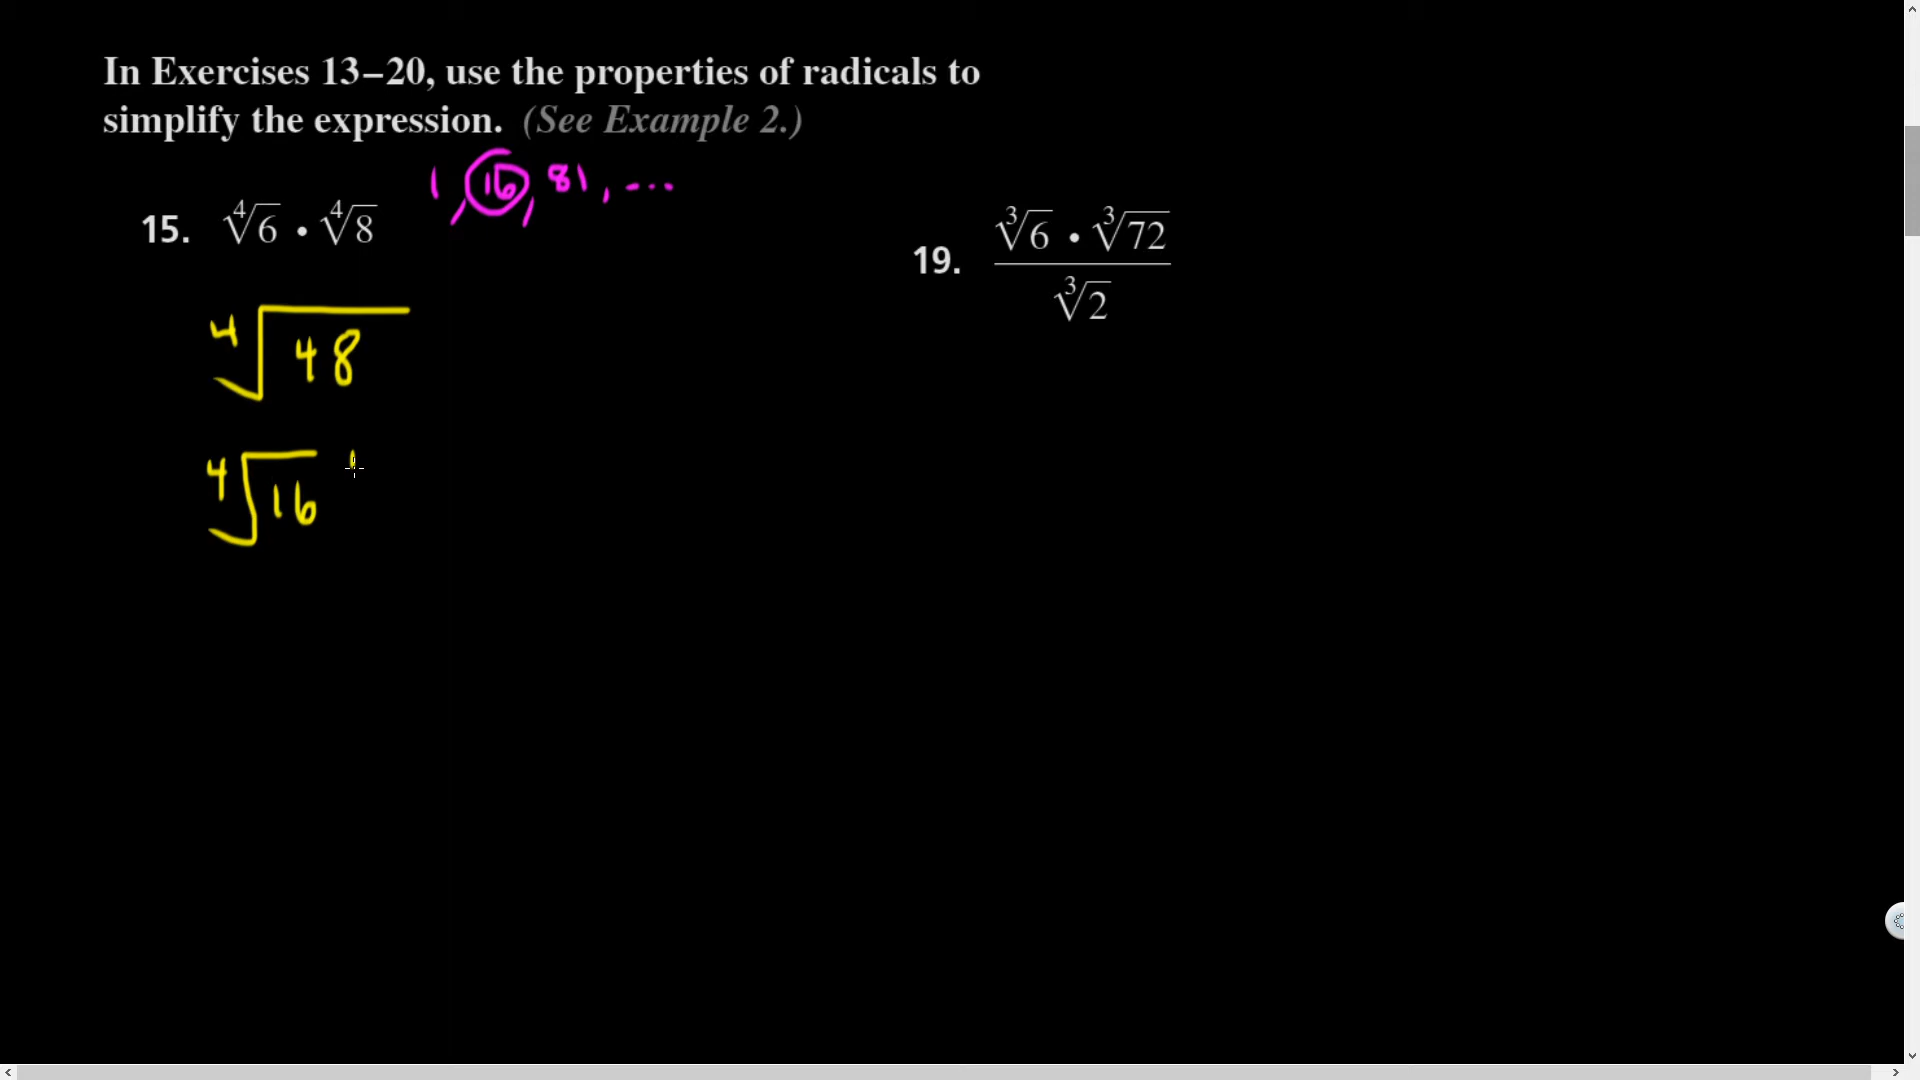 In Exercises 13–20, use the properties of radicals to
simplify the expression. (See Example 2.)
1, 16, 81, ...
15. ∜6 • ∜8
19. ∛6 • ∛72
∛2
∜48
∜16